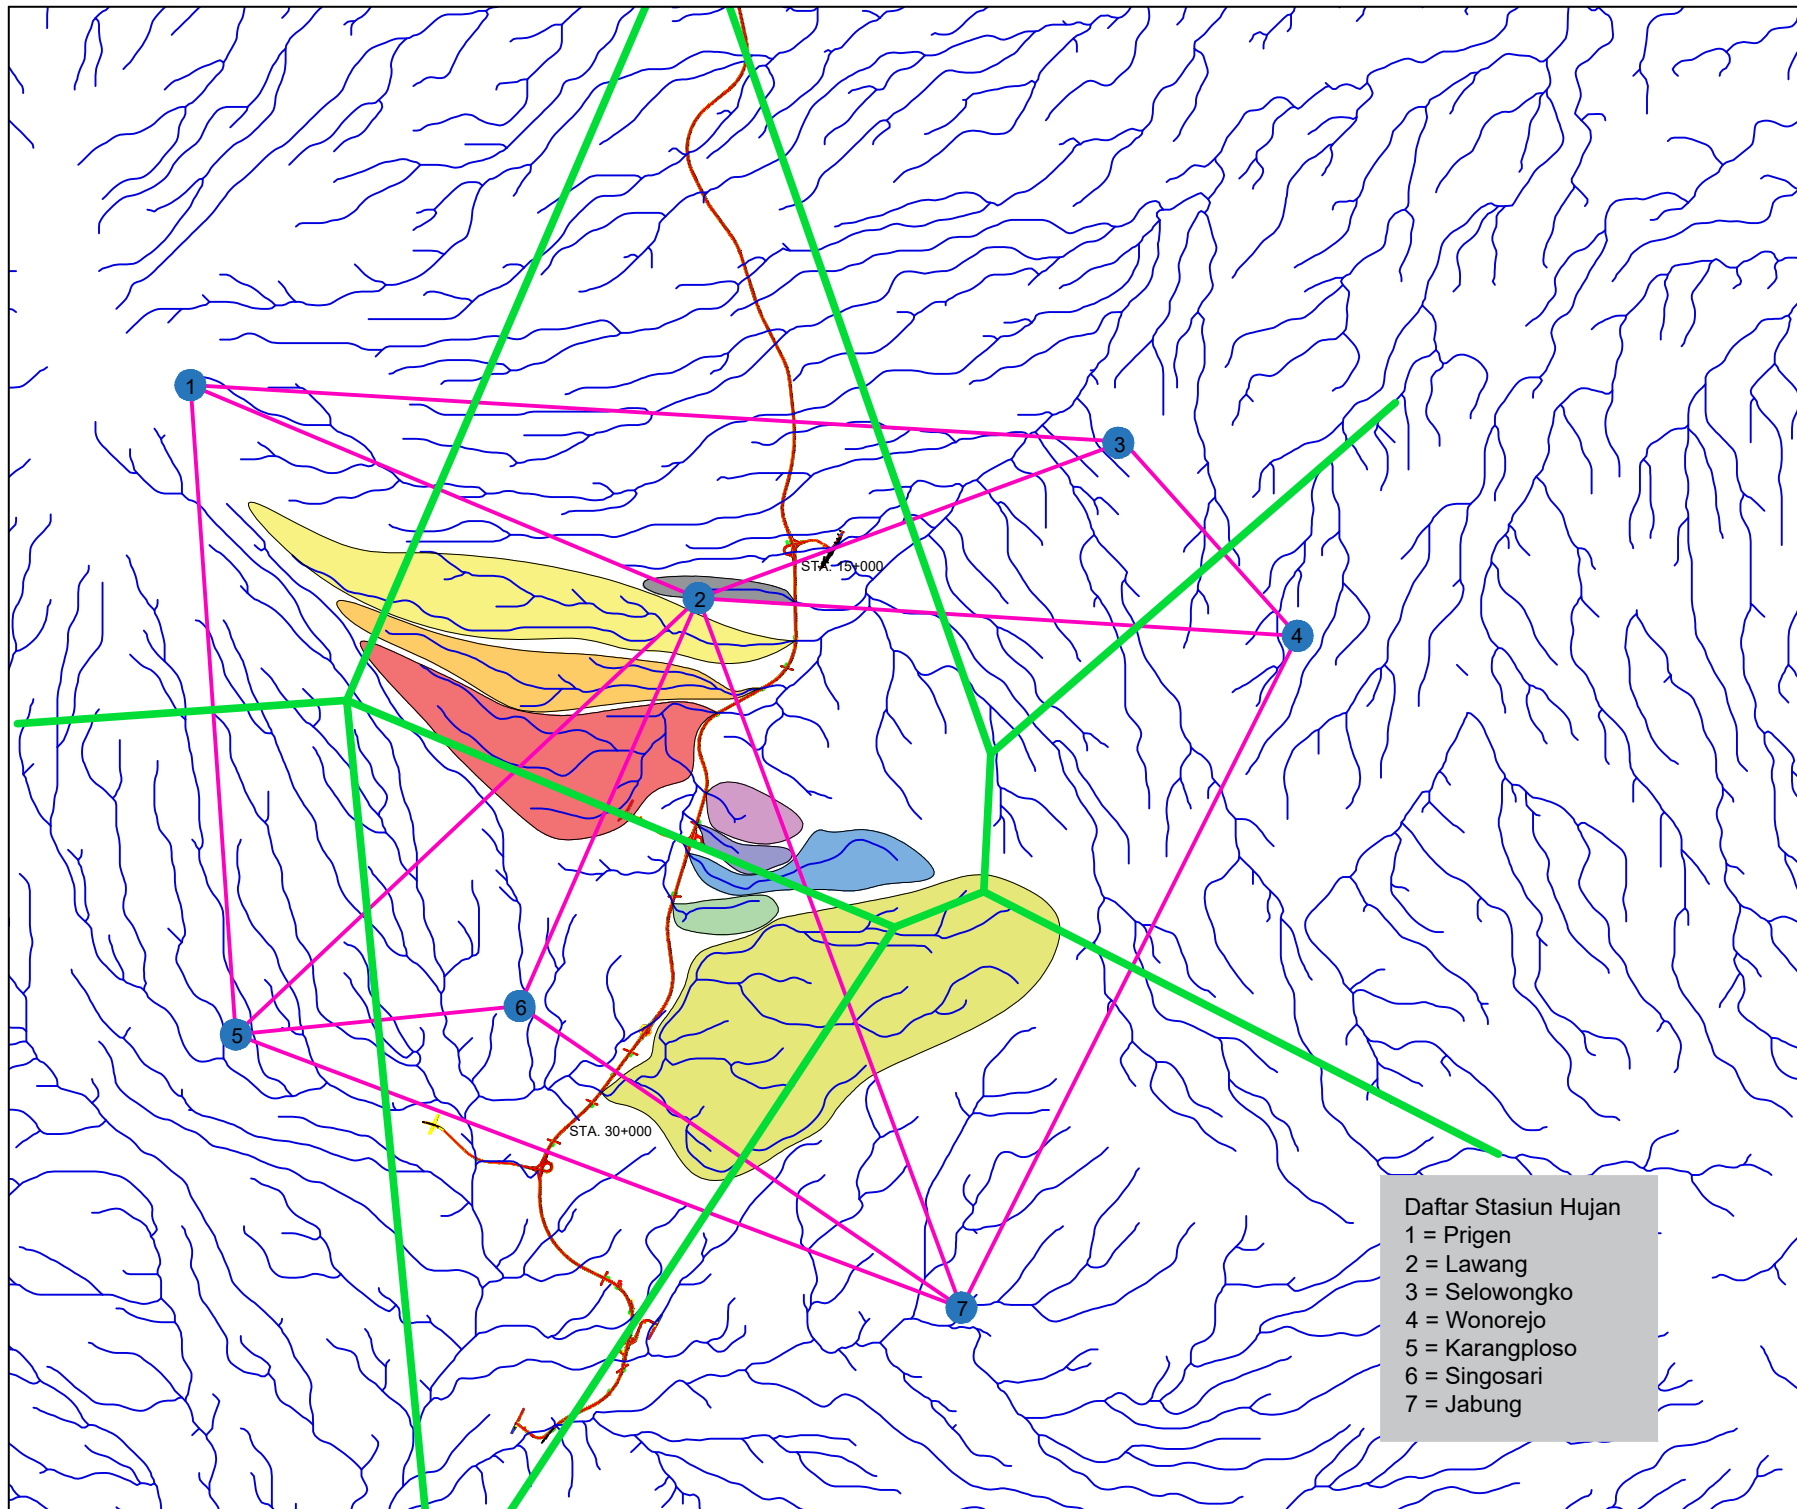 1
3
STA. 15+000
2
4
6
5
STA. 30+000
7
Daftar Stasiun Hujan
1 = Prigen
2 = Lawang
3 = Selowongko
4 = Wonorejo
5 = Karangploso
6 = Singosari
7 = Jabung